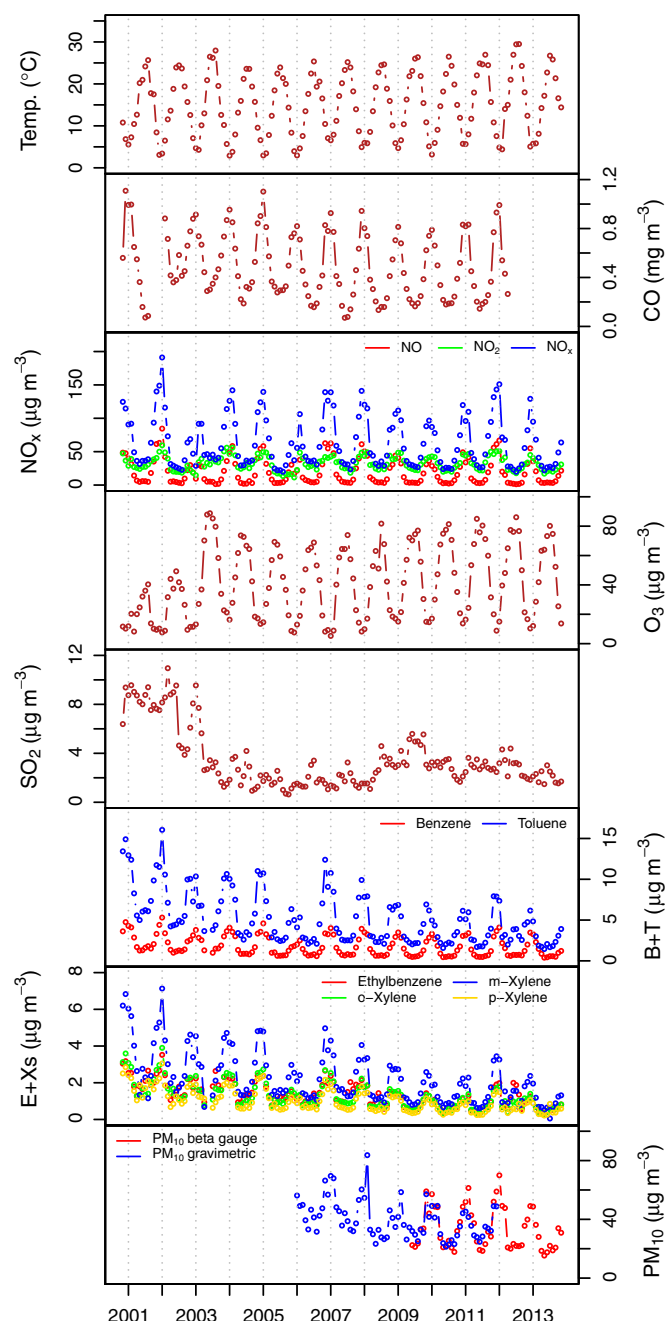 Temp. (°C)
0 10 20 30
CO (mg m⁻³)
0.0 0.4 0.8 1.2
NOₓ (µg m⁻³)
0 50 150
NO NO₂ NOₓ
O₃ (µg m⁻³)
0 40 80
SO₂ (µg m⁻³)
0 4 8 12
Benzene Toluene
B+T (µg m⁻³)
0 5 10 15
E+Xs (µg m⁻³)
0 2 4 6 8
Ethylbenzene m−Xylene
o−Xylene p−Xylene
PM₁₀ beta gauge
PM₁₀ gravimetric
PM₁₀ (µg m⁻³)
0 40 80
2001 2003 2005 2007 2009 2011 2013